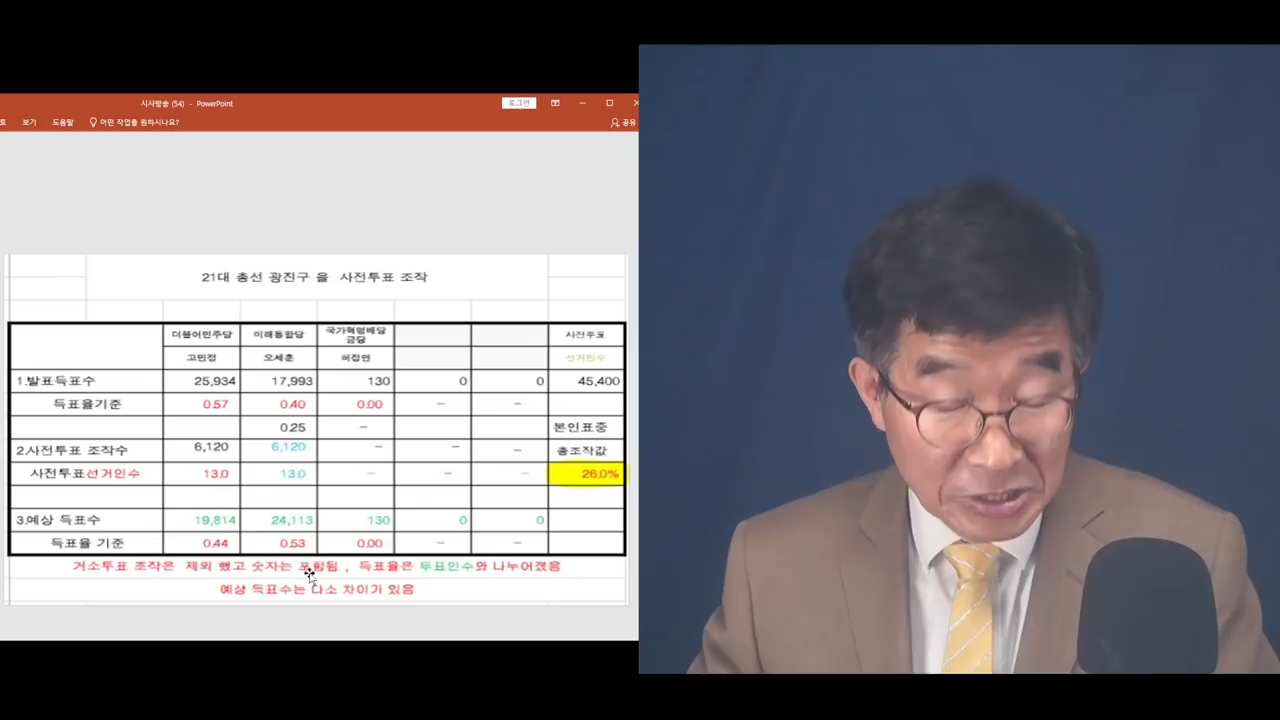 시사방송 (54) - PowerPoint
로그인
토 보기 도움말 어떤 작업을 원하시나요? 공유
21대 총선 광진구 을 사전투표 조작
더불어민주당 미래통합당 국가혁명배당금당 사전투표
고민정 오세훈 허정연 선거인수
1.발표득표수 25,934 17,993 130 0 0 45,400
득표율기준 0.57 0.40 0.00 - -
0.25 - 본인표중
2.사전투표 조작수 6,120 6,120 - - - 총조작값
사전투표선거인수 13.0 13.0 - - - 26.0%
3.예상 득표수 19,814 24,113 130 0 0
득표율 기준 0.44 0.53 0.00 - -
거소투표 조작은 제외 했고 숫자는 포함됨 , 득표율은 투표인수와 나누어졌음
예상 득표수는 다소 차이가 있음